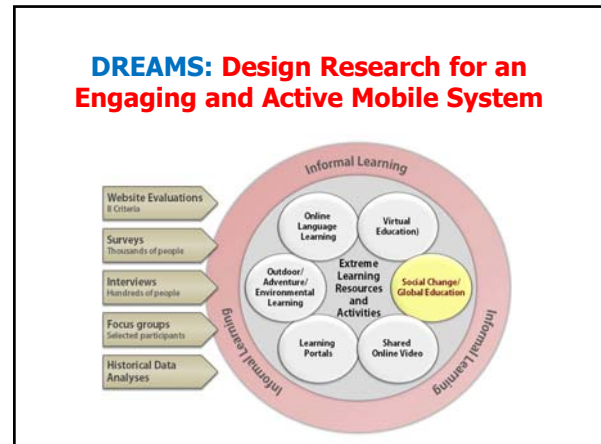 DREAMS: Design Research for an
Engaging and Active Mobile System
Informal Learning
Website Evaluations
8 Criteria
Surveys
Thousands of people
Interviews
Hundreds of people
Focus groups
Selected participants
Historical Data
Analyses
Online
Language
Learning
Virtual
Education)
Outdoor/
Adventure/
Environmental
Learning
Extreme
Learning
Resources
and
Activities
Social Change/
Global Education
Learning
Portals
Shared
Online Video
Informal Learning
Informal Learning